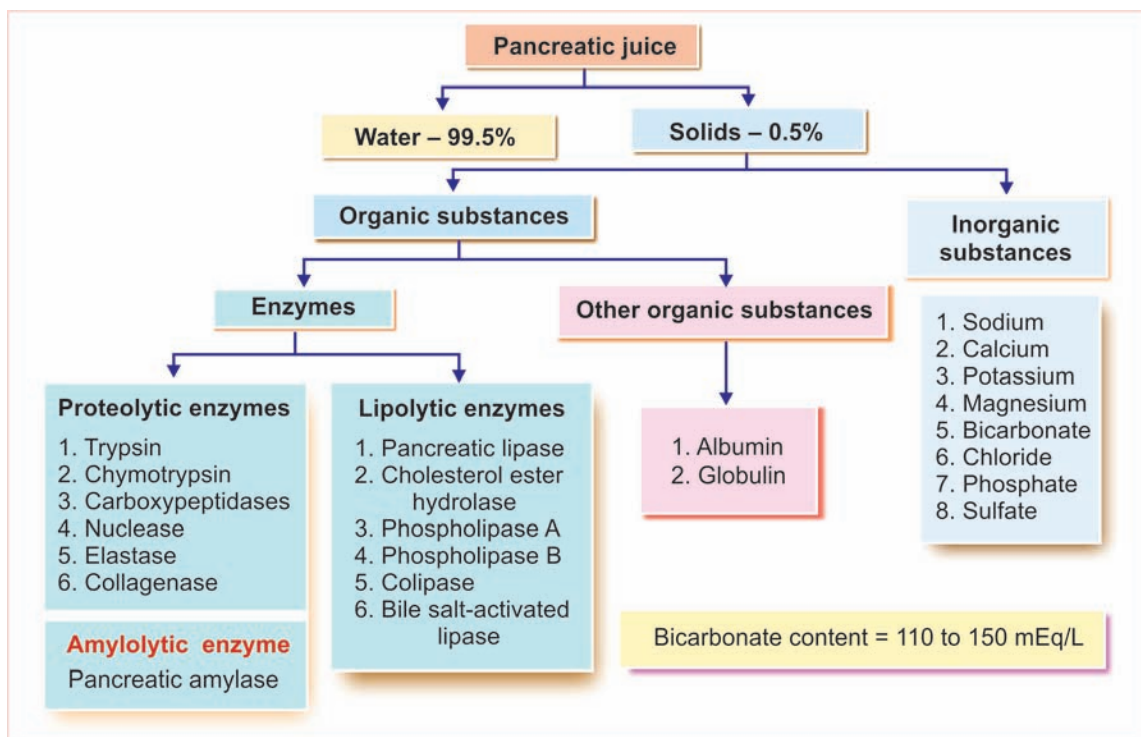 Pancreatic juice
Water – 99.5%
Solids – 0.5%
Organic substances
Inorganic
substances
Enzymes
Other organic substances
Proteolytic enzymes
1. Trypsin
2. Chymotrypsin
3. Carboxypeptidases
4. Nuclease
5. Elastase
6. Collagenase
Amylolytic enzyme
Pancreatic amylase
Lipolytic enzymes
1. Pancreatic lipase
2. Cholesterol ester
hydrolase
3. Phospholipase A
4. Phospholipase B
5. Colipase
6. Bile salt-activated
lipase
1. Albumin
2. Globulin
1. Sodium
2. Calcium
3. Potassium
4. Magnesium
5. Bicarbonate
6. Chloride
7. Phosphate
8. Sulfate
Bicarbonate content = 110 to 150 mEq/L